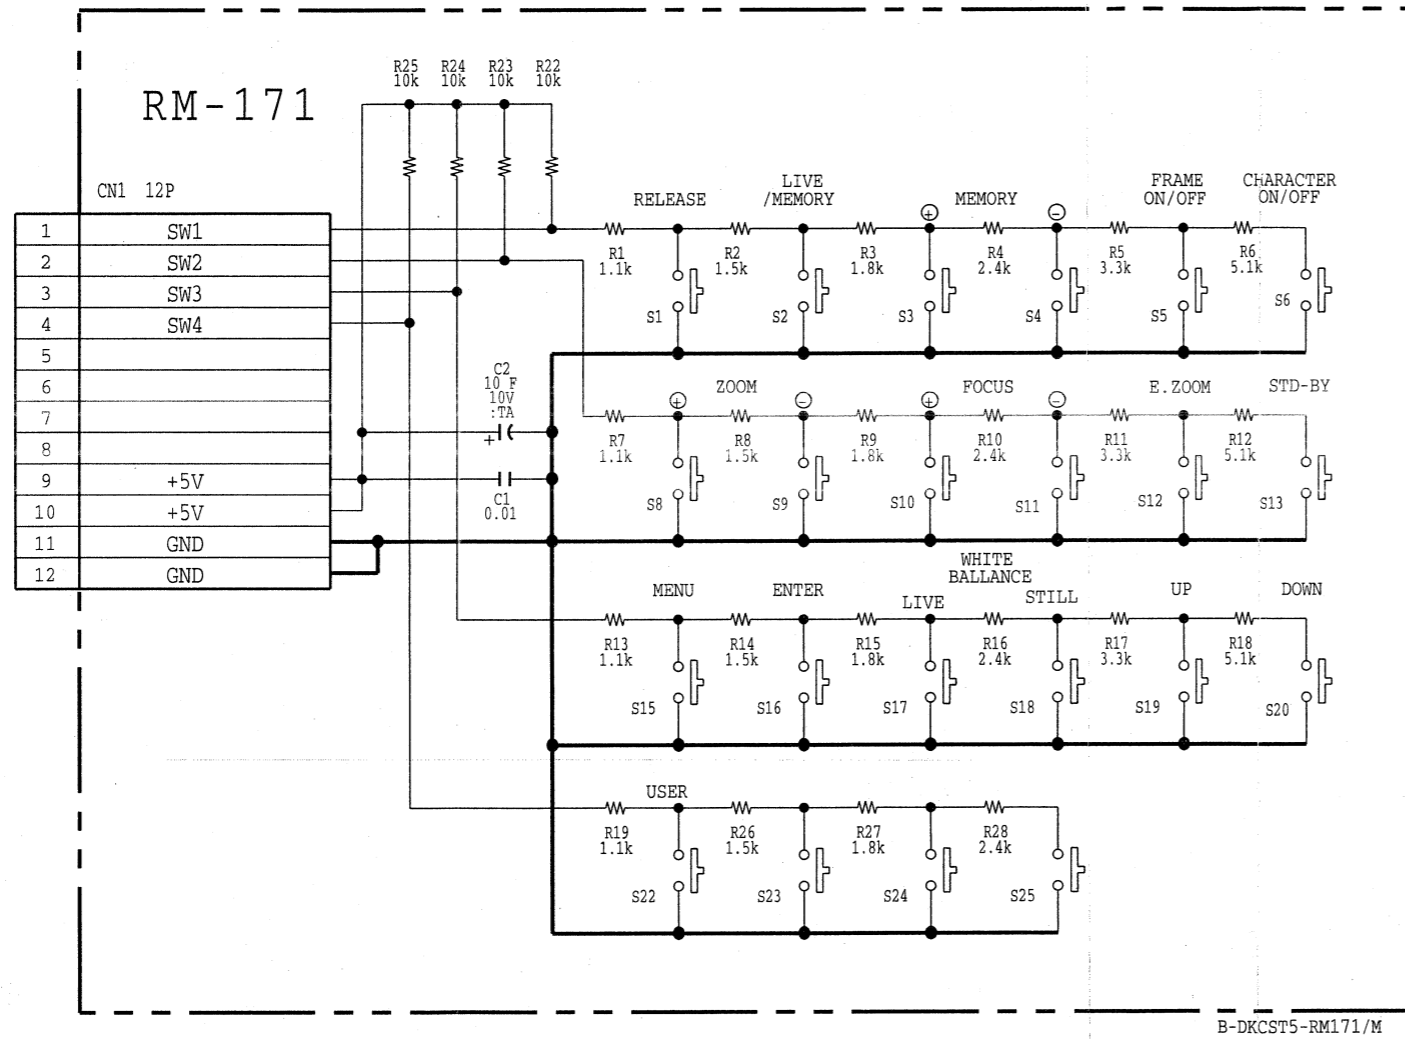 R25 R24 R23 R22
10k 10k 10k 10k
RM-171
CN1 12P
1 SW1
2 SW2
3 SW3
4 SW4
5
6
7
8
9 +5V
10 +5V
11 GND
12 GND
RELEASE
LIVE
/MEMORY
+ MEMORY -
FRAME
ON/OFF
CHARACTER
ON/OFF
R1 R2 R3 R4 R5 R6
1.1k 1.5k 1.8k 2.4k 3.3k 5.1k
S1 S2 S3 S4 S5 S6
C2
10 F
10V
:TA
+
C1
0.01
+ ZOOM - + FOCUS - E.ZOOM STD-BY
R7 R8 R9 R10 R11 R12
1.1k 1.5k 1.8k 2.4k 3.3k 5.1k
S8 S9 S10 S11 S12 S13
MENU ENTER
WHITE
BALLANCE
LIVE STILL
UP DOWN
R13 R14 R15 R16 R17 R18
1.1k 1.5k 1.8k 2.4k 3.3k 5.1k
S15 S16 S17 S18 S19 S20
USER
R19 R26 R27 R28
1.1k 1.5k 1.8k 2.4k
S22 S23 S24 S25
B-DKCST5-RM171/M